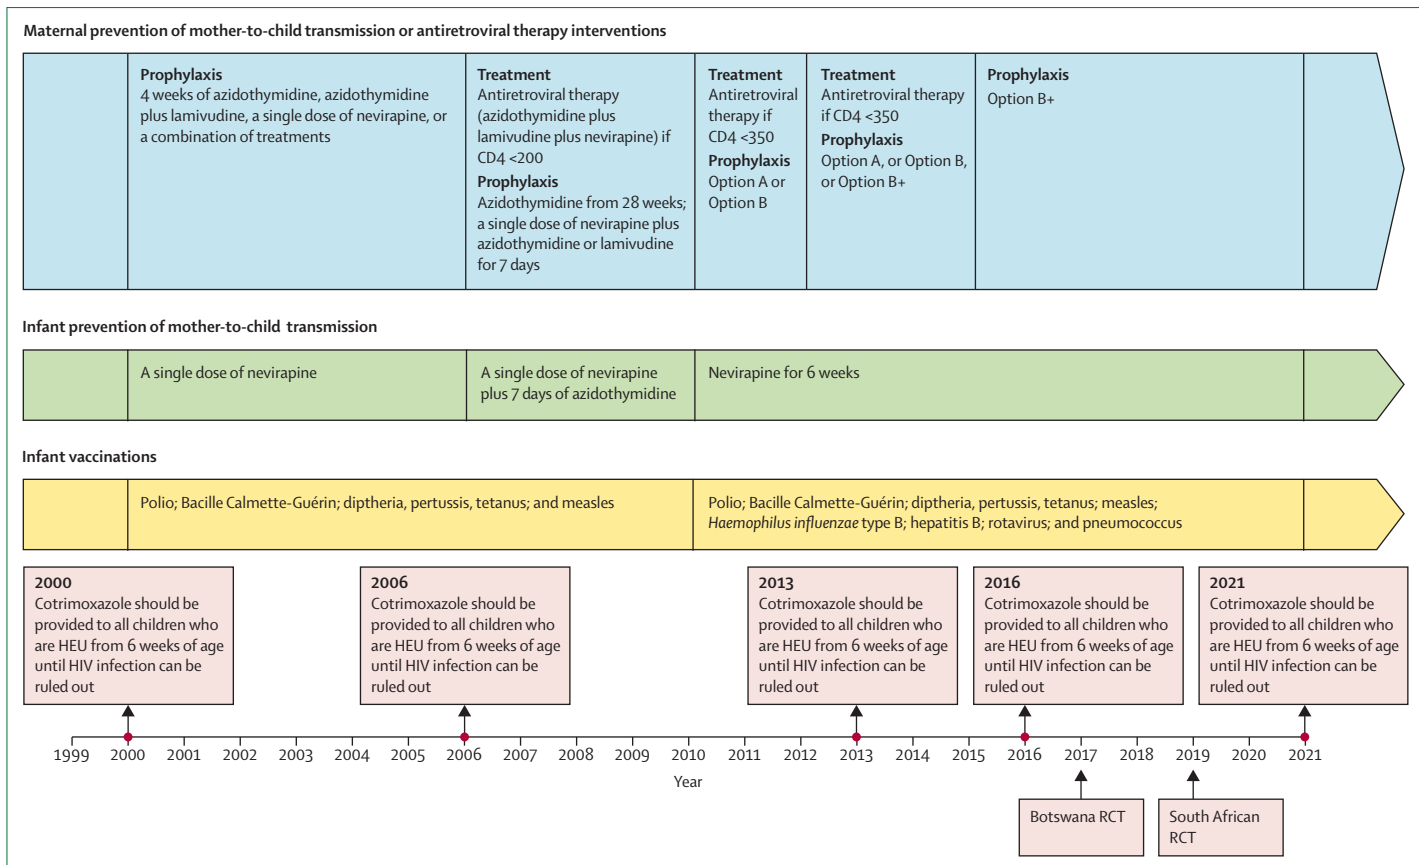 Maternal prevention of mother-to-child transmission or antiretroviral therapy interventions
Prophylaxis
4 weeks of azidothymidine, azidothymidine
plus lamivudine, a single dose of nevirapine, or
a combination of treatments
Treatment
Antiretroviral therapy
(azidothymidine plus
lamivudine plus nevirapine) if
CD4 <200
Prophylaxis
Azidothymidine from 28 weeks;
a single dose of nevirapine plus
azidothymidine or lamivudine
for 7 days
Treatment
Antiretroviral
therapy if
CD4 <350
Prophylaxis
Option A or
Option B
Treatment
Antiretroviral therapy
if CD4 <350
Prophylaxis
Option A, or Option B,
or Option B+
Prophylaxis
Option B+
Infant prevention of mother-to-child transmission
A single dose of nevirapine
A single dose of nevirapine
plus 7 days of azidothymidine
Nevirapine for 6 weeks
Infant vaccinations
Polio; Bacille Calmette-Guérin; diptheria, pertussis, tetanus; and measles
Polio; Bacille Calmette-Guérin; diptheria, pertussis, tetanus; measles;
Haemophilus influenzae type B; hepatitis B; rotavirus; and pneumococcus
2000
Cotrimoxazole should be
provided to all children who
are HEU from 6 weeks of age
until HIV infection can be
ruled out
2006
Cotrimoxazole should be
provided to all children who
are HEU from 6 weeks of age
until HIV infection can be
ruled out
2013
Cotrimoxazole should be
provided to all children who
are HEU from 6 weeks of age
until HIV infection can be
ruled out
2016
Cotrimoxazole should be
provided to all children who
are HEU from 6 weeks of age
until HIV infection can be
ruled out
2021
Cotrimoxazole should be
provided to all children who
are HEU from 6 weeks of age
until HIV infection can be
ruled out
1999 2000 2001 2002 2003 2004 2005 2006 2007 2008 2009 2010 2011 2012 2013 2014 2015 2016 2017 2018 2019 2020 2021
Year
Botswana RCT
South African
RCT